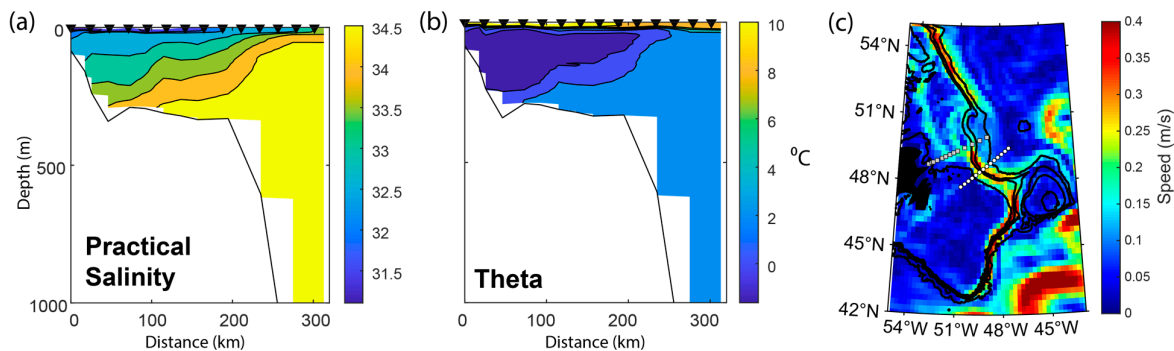 (a)
0
500
1000
Depth (m)
Practical
Salinity
0 100 200 300
Distance (km)
34.5
34
33.5
33
32.5
32
31.5
(b)
Theta
0 100 200 300
Distance (km)
10
8
6
4
2
0
⁰C
(c)
54°N
51°N
48°N
45°N
42°N
54°W 51°W 48°W 45°W
0.4
0.35
0.3
0.25
0.2
0.15
0.1
0.05
0
Speed (m/s)